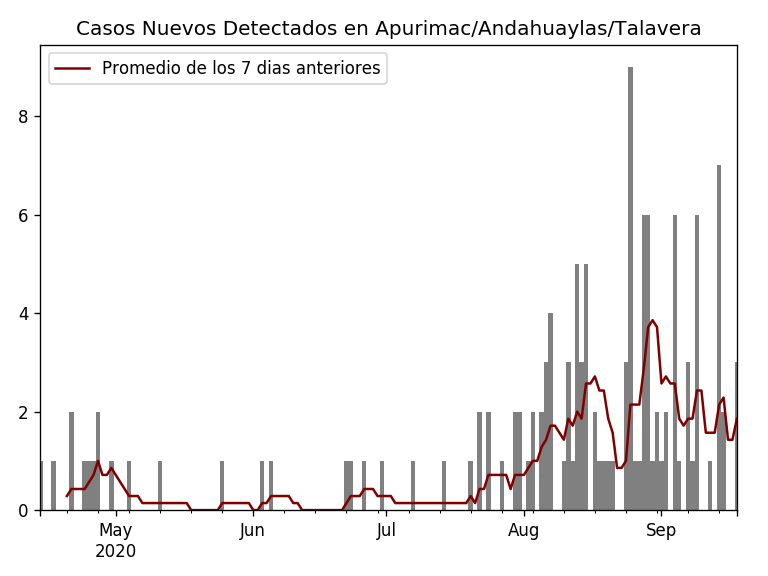 Casos Nuevos Detectados en Apurimac/Andahuaylas/Talavera
Promedio de los 7 dias anteriores
8
6
4
2
0
May Jun Jul Aug Sep
2020